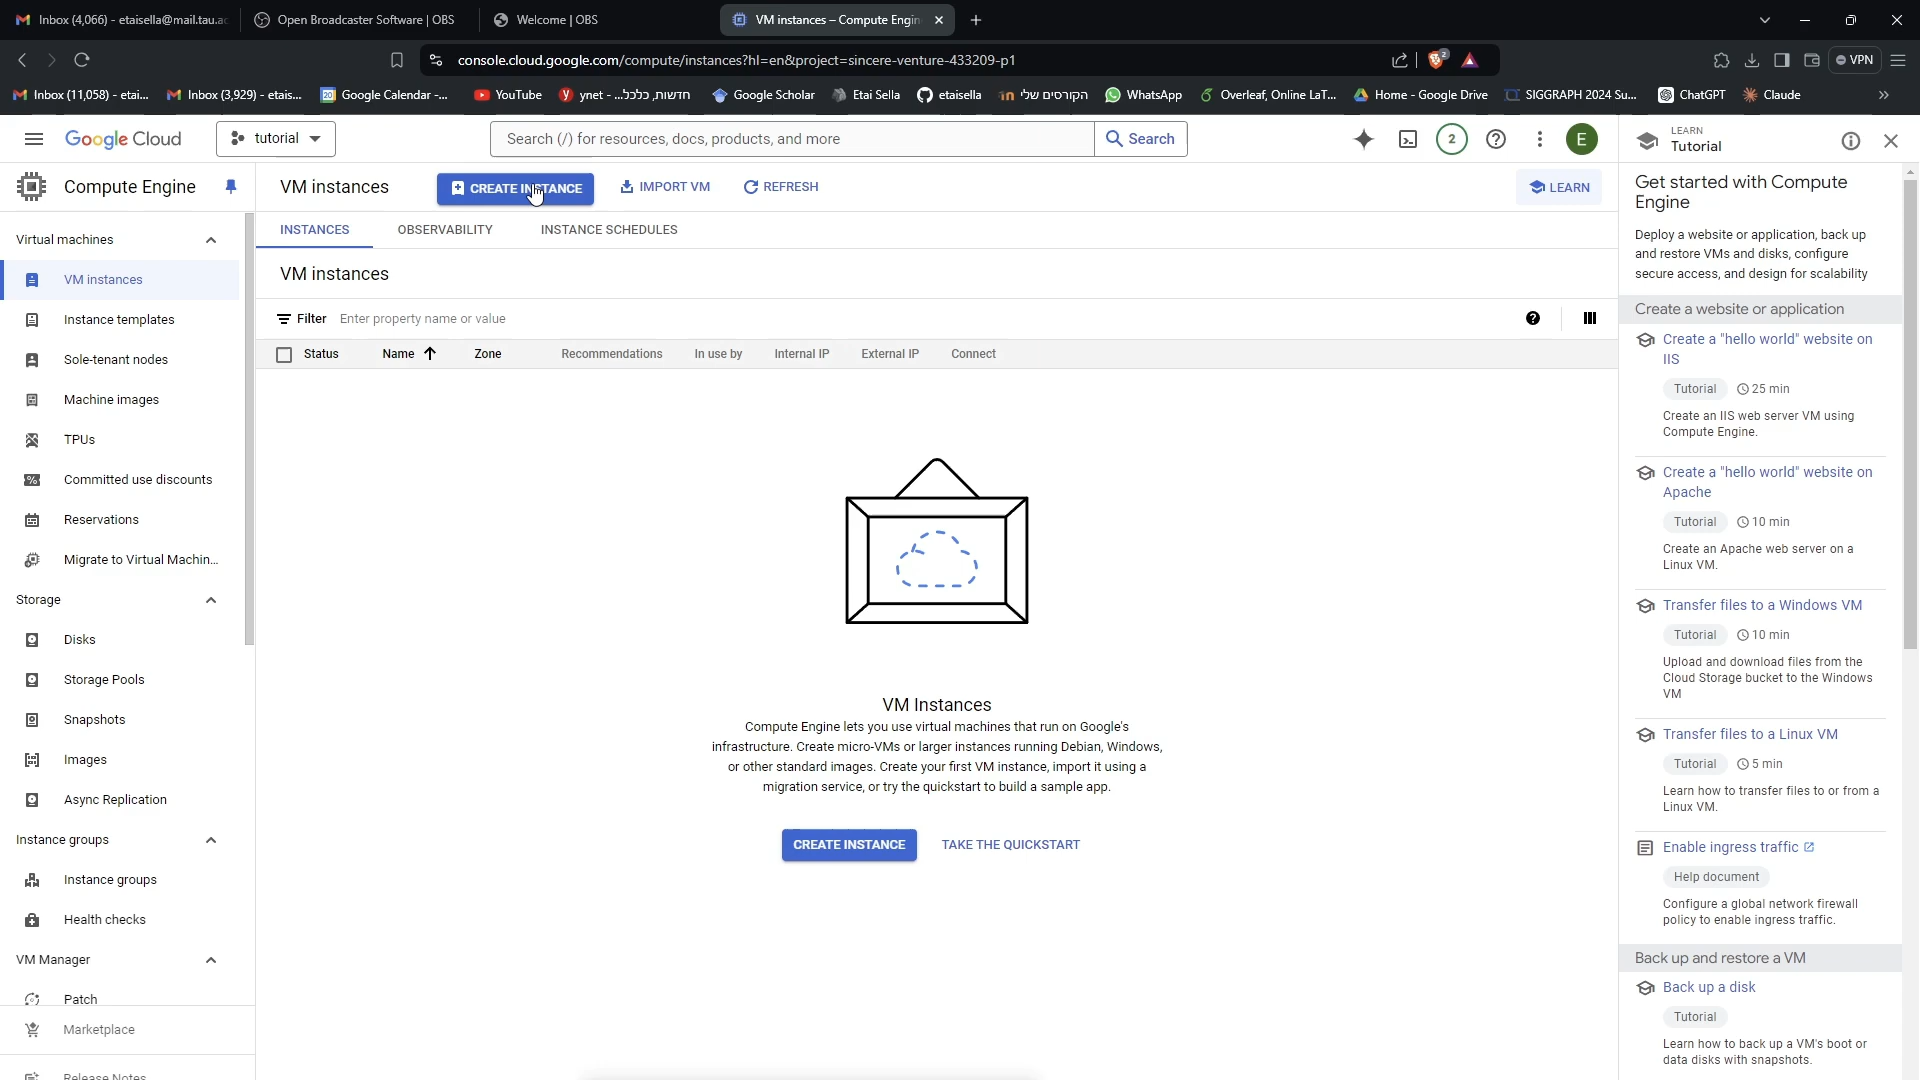 Inbox (4,066) - etaisella@mail.tau.ac
Open Broadcaster Software | OBS
Welcome | OBS
VM instances – Compute Engin
console.cloud.google.com/compute/instances?hl=en&project=sincere-venture-433209-p1
2
VPN
Inbox (11,058) - etai...
Inbox (3,929) - etais...
20
Google Calendar -...
YouTube
ynet - ...חדשות, כלכל
Google Scholar
Etai Sella
etaisella
הקורסים שלי
WhatsApp
Overleaf, Online LaT...
Home - Google Drive
SIGGRAPH 2024 Su...
ChatGPT
Claude
Google Cloud
tutorial
Search (/) for resources, docs, products, and more
Search
2
E
LEARN
Tutorial
Compute Engine
VM instances
CREATE INSTANCE
IMPORT VM
REFRESH
LEARN
INSTANCES
OBSERVABILITY
INSTANCE SCHEDULES
VM instances
Filter
Enter property name or value
Status
Name
Zone
Recommendations
In use by
Internal IP
External IP
Connect
Virtual machines
VM instances
Instance templates
Sole-tenant nodes
Machine images
TPUs
Committed use discounts
Reservations
Migrate to Virtual Machin...
Storage
Disks
Storage Pools
Snapshots
Images
Async Replication
Instance groups
Instance groups
Health checks
VM Manager
Patch
Marketplace
Release Notes
VM Instances
Compute Engine lets you use virtual machines that run on Google's
infrastructure. Create micro-VMs or larger instances running Debian, Windows,
or other standard images. Create your first VM instance, import it using a
migration service, or try the quickstart to build a sample app.
CREATE INSTANCE
TAKE THE QUICKSTART
Get started with Compute
Engine
Deploy a website or application, back up
and restore VMs and disks, configure
secure access, and design for scalability
Create a website or application
Create a "hello world" website on
IIS
Tutorial
25 min
Create an IIS web server VM using
Compute Engine.
Create a "hello world" website on
Apache
Tutorial
10 min
Create an Apache web server on a
Linux VM.
Transfer files to a Windows VM
Tutorial
10 min
Upload and download files from the
Cloud Storage bucket to the Windows
VM
Transfer files to a Linux VM
Tutorial
5 min
Learn how to transfer files to or from a
Linux VM.
Enable ingress traffic
Help document
Configure a global network firewall
policy to enable ingress traffic.
Back up and restore a VM
Back up a disk
Tutorial
Learn how to back up a VM's boot or
data disks with snapshots.